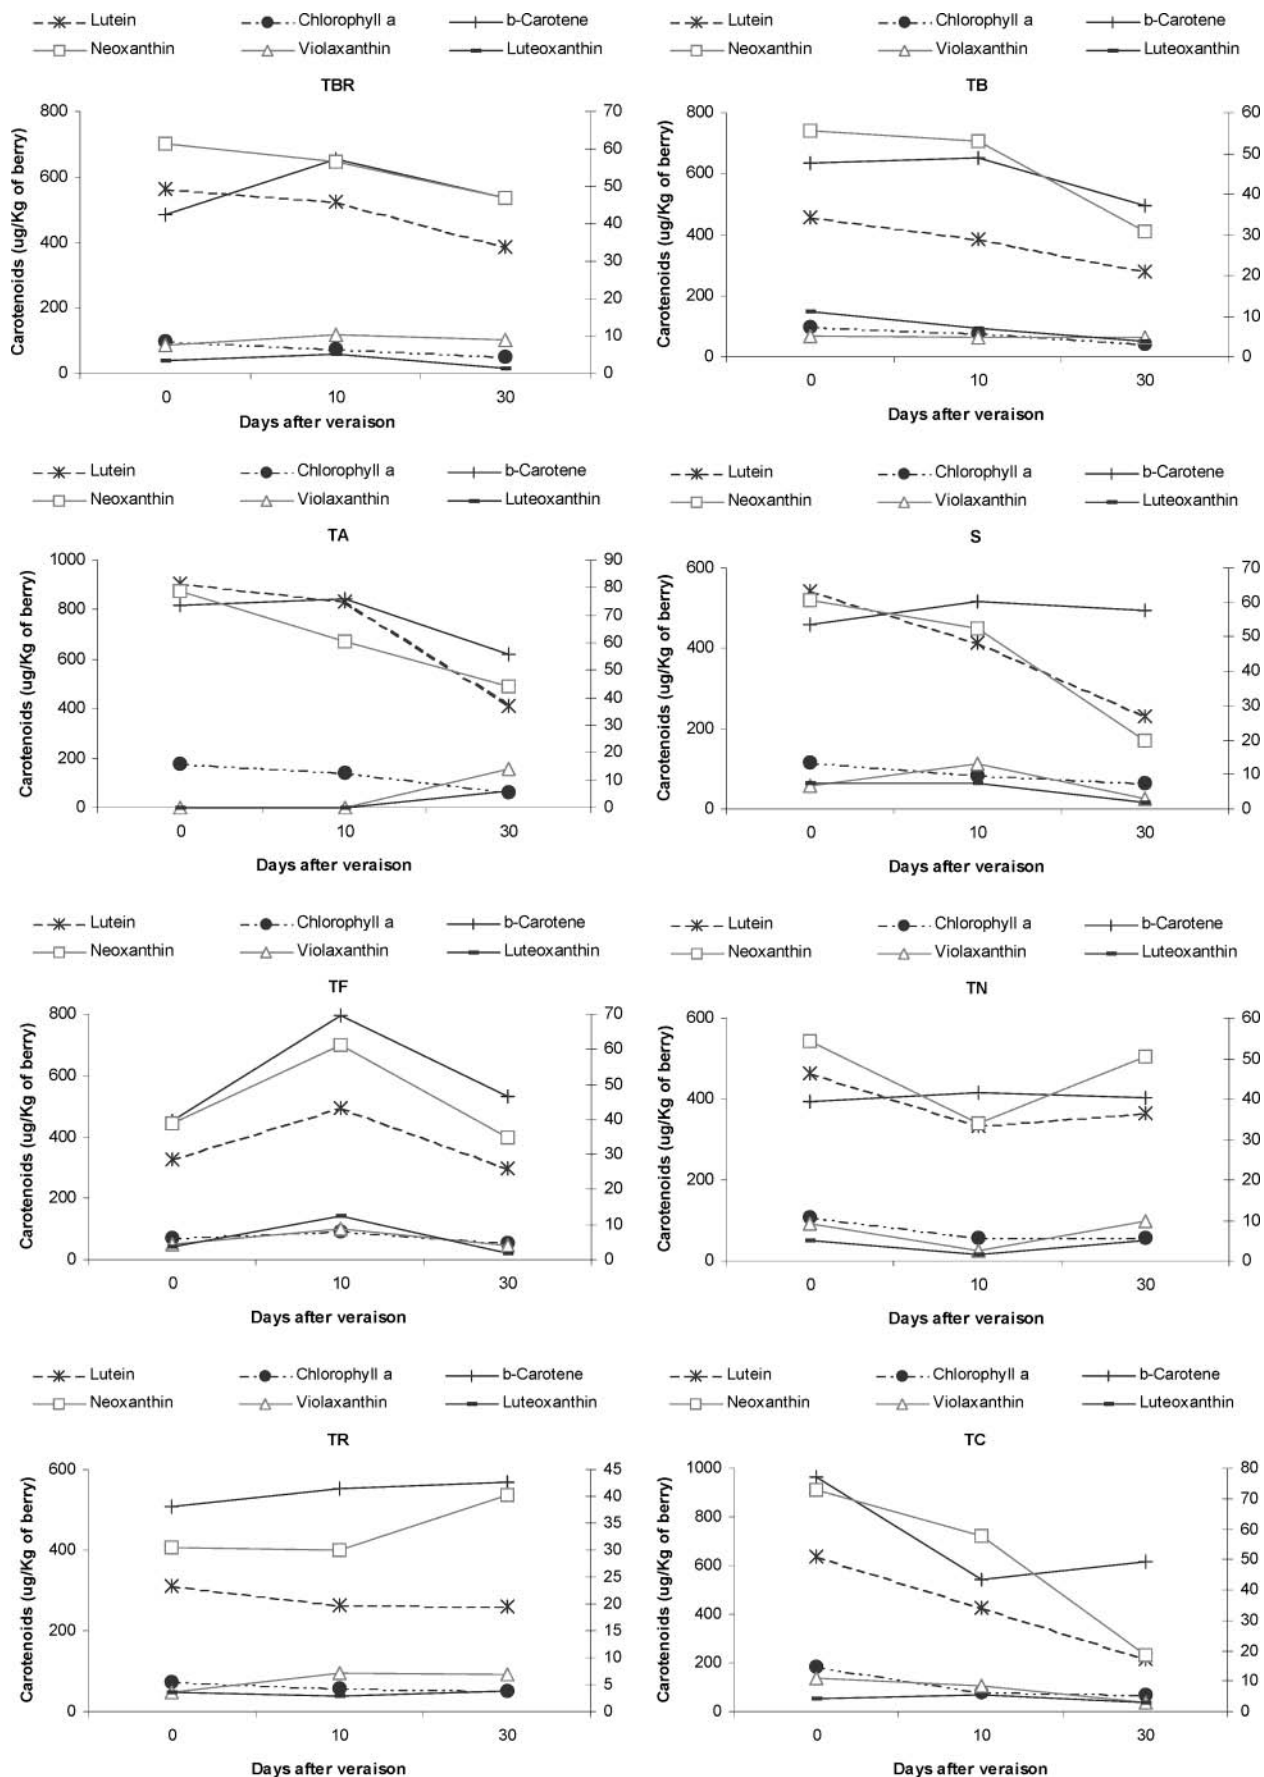 Lutein Chlorophyll a b-Carotene
Neoxanthin Violaxanthin Luteoxanthin
TBR
Carotenoids (ug/Kg of berry)
800
600
400
200
0
70
60
50
40
30
20
10
0
0 10 30
Days after veraison
Lutein Chlorophyll a b-Carotene
Neoxanthin Violaxanthin Luteoxanthin
TB
Carotenoids (ug/Kg of berry)
800
600
400
200
0
60
50
40
30
20
10
0
0 10 30
Days after veraison
Lutein Chlorophyll a b-Carotene
Neoxanthin Violaxanthin Luteoxanthin
TA
Carotenoids (ug/Kg of berry)
1000
800
600
400
200
0
90
80
70
60
50
40
30
20
10
0
0 10 30
Days after veraison
Lutein Chlorophyll a b-Carotene
Neoxanthin Violaxanthin Luteoxanthin
S
Carotenoids (ug/Kg of berry)
600
400
200
0
70
60
50
40
30
20
10
0
0 10 30
Days after veraison
Lutein Chlorophyll a b-Carotene
Neoxanthin Violaxanthin Luteoxanthin
TF
Carotenoids (ug/Kg of berry)
800
600
400
200
0
70
60
50
40
30
20
10
0
0 10 30
Days after veraison
Lutein Chlorophyll a b-Carotene
Neoxanthin Violaxanthin Luteoxanthin
TN
Carotenoids (ug/Kg of berry)
600
400
200
0
60
50
40
30
20
10
0
0 10 30
Days after veraison
Lutein Chlorophyll a b-Carotene
Neoxanthin Violaxanthin Luteoxanthin
TR
Carotenoids (ug/Kg of berry)
600
400
200
0
45
40
35
30
25
20
15
10
5
0
0 10 30
Days after veraison
Lutein Chlorophyll a b-Carotene
Neoxanthin Violaxanthin Luteoxanthin
TC
Carotenoids (ug/Kg of berry)
1000
900
800
700
600
500
400
300
200
100
0
80
70
60
50
40
30
20
10
0
0 10 30
Days after veraison